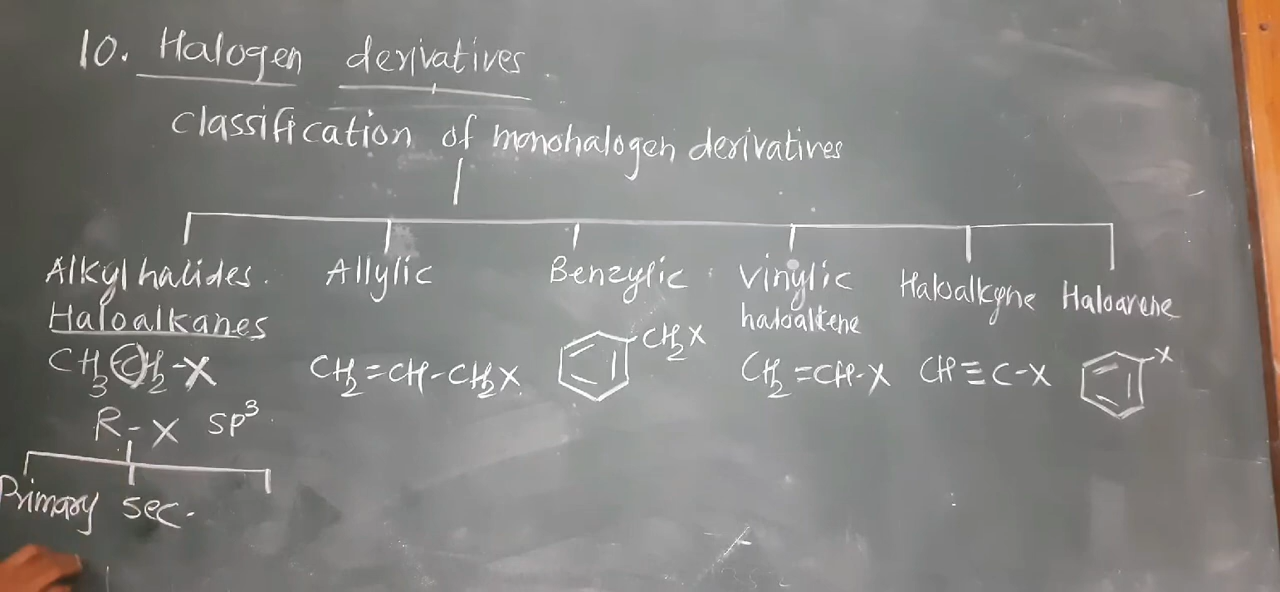 10. Halogen derivatives
classification of monohalogen derivatives
Alkyl halides. Allylic Benzylic vinylic Haloalkyne Haloarene
Haloalkanes haloalkene
CH3CH2-X CH2=CH-CH2X CH2X CH2=CH-X CH≡C-X X
R-X sp³
Primary sec.